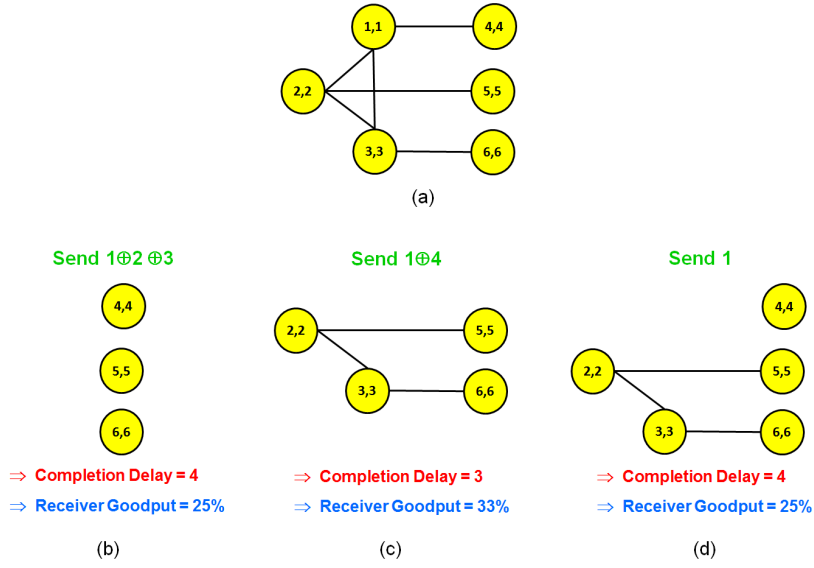 1,1
4,4
2,2
5,5
3,3
6,6
(a)
Send 1⊕2 ⊕3
Send 1⊕4
Send 1
4,4
5,5
6,6
2,2
5,5
3,3
6,6
4,4
2,2
5,5
3,3
6,6
⇒ Completion Delay = 4
⇒ Receiver Goodput = 25%
(b)
⇒ Completion Delay = 3
⇒ Receiver Goodput = 33%
(c)
⇒ Completion Delay = 4
⇒ Receiver Goodput = 25%
(d)